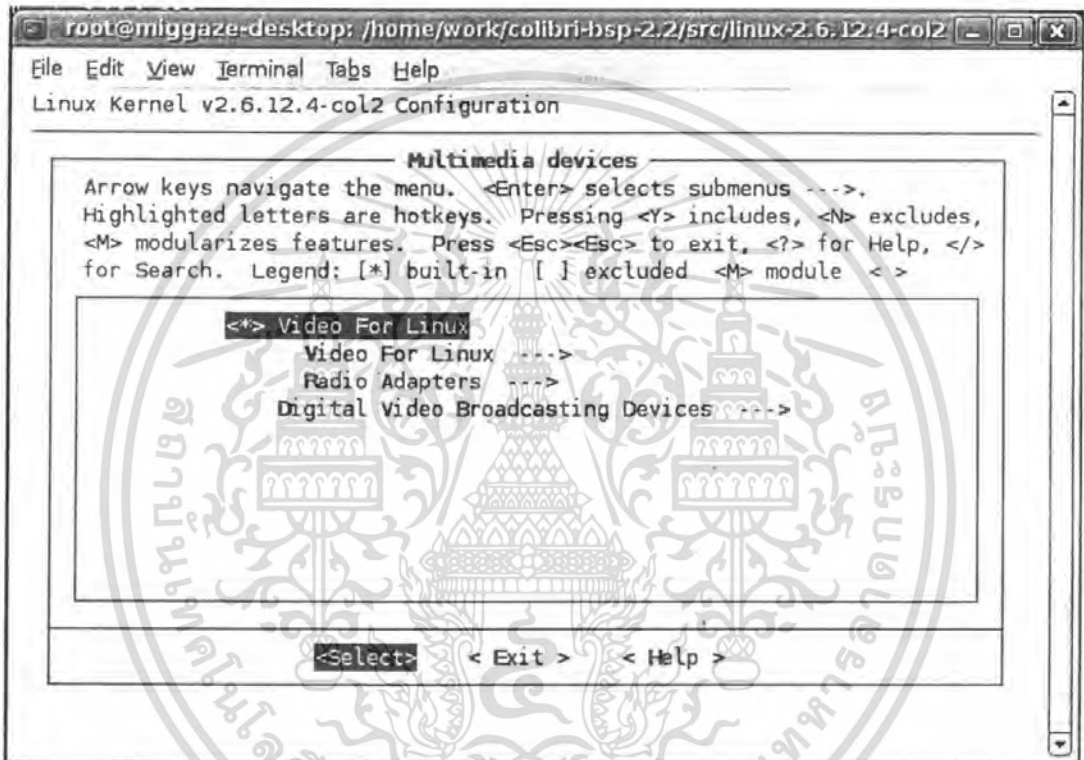 root@miggaze-desktop: /home/work/colibri-bsp-2.2/src/linux-2.6.12.4-col2
File Edit View Terminal Tabs Help
Linux Kernel v2.6.12.4-col2 Configuration
Multimedia devices
Arrow keys navigate the menu. <Enter> selects submenus --->.
Highlighted letters are hotkeys. Pressing <Y> includes, <N> excludes,
<M> modularizes features. Press <Esc><Esc> to exit, <?> for Help, </>
for Search. Legend: [*] built-in [ ] excluded <M> module < >
<*> Video For Linux
Video For Linux --->
Radio Adapters --->
Digital Video Broadcasting Devices --->
<Select> < Exit > < Help >